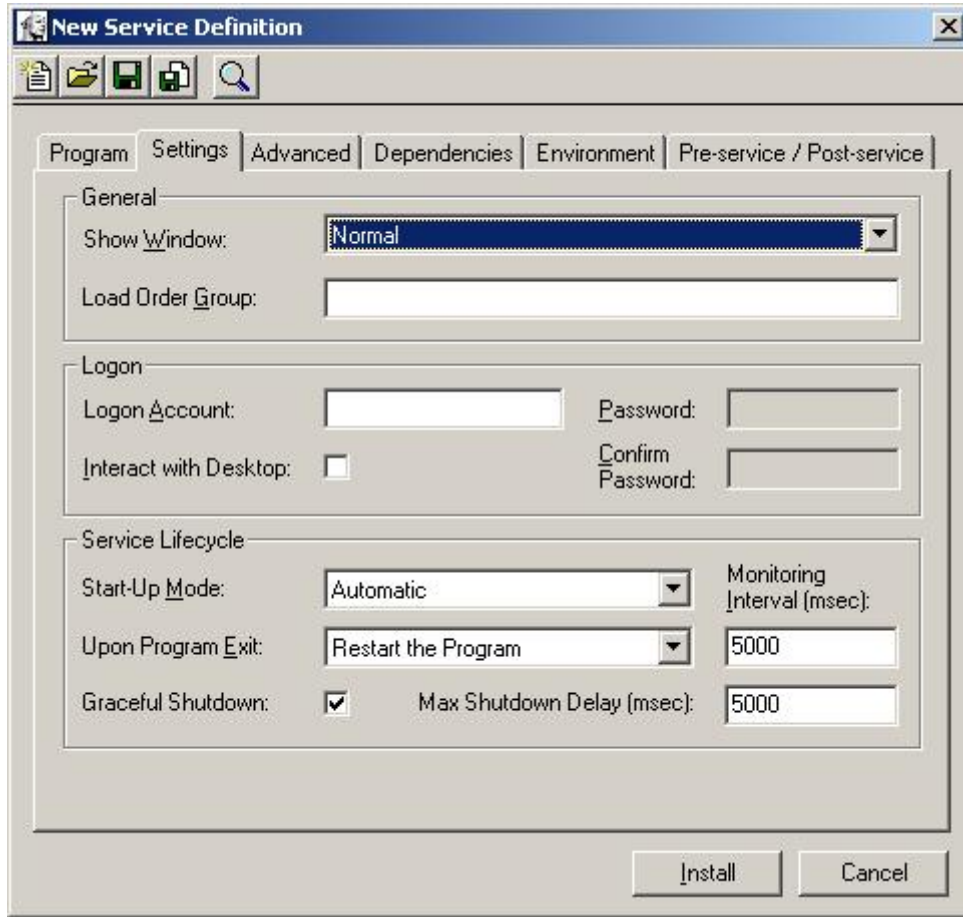 New Service Definition
Program Settings Advanced Dependencies Environment Pre-service / Post-service
General
Show Window: Normal
Load Order Group:
Logon
Logon Account: Password:
Interact with Desktop: Confirm Password:
Service Lifecycle
Start-Up Mode: Automatic Monitoring Interval (msec):
Upon Program Exit: Restart the Program 5000
Graceful Shutdown: Max Shutdown Delay (msec): 5000
Install Cancel